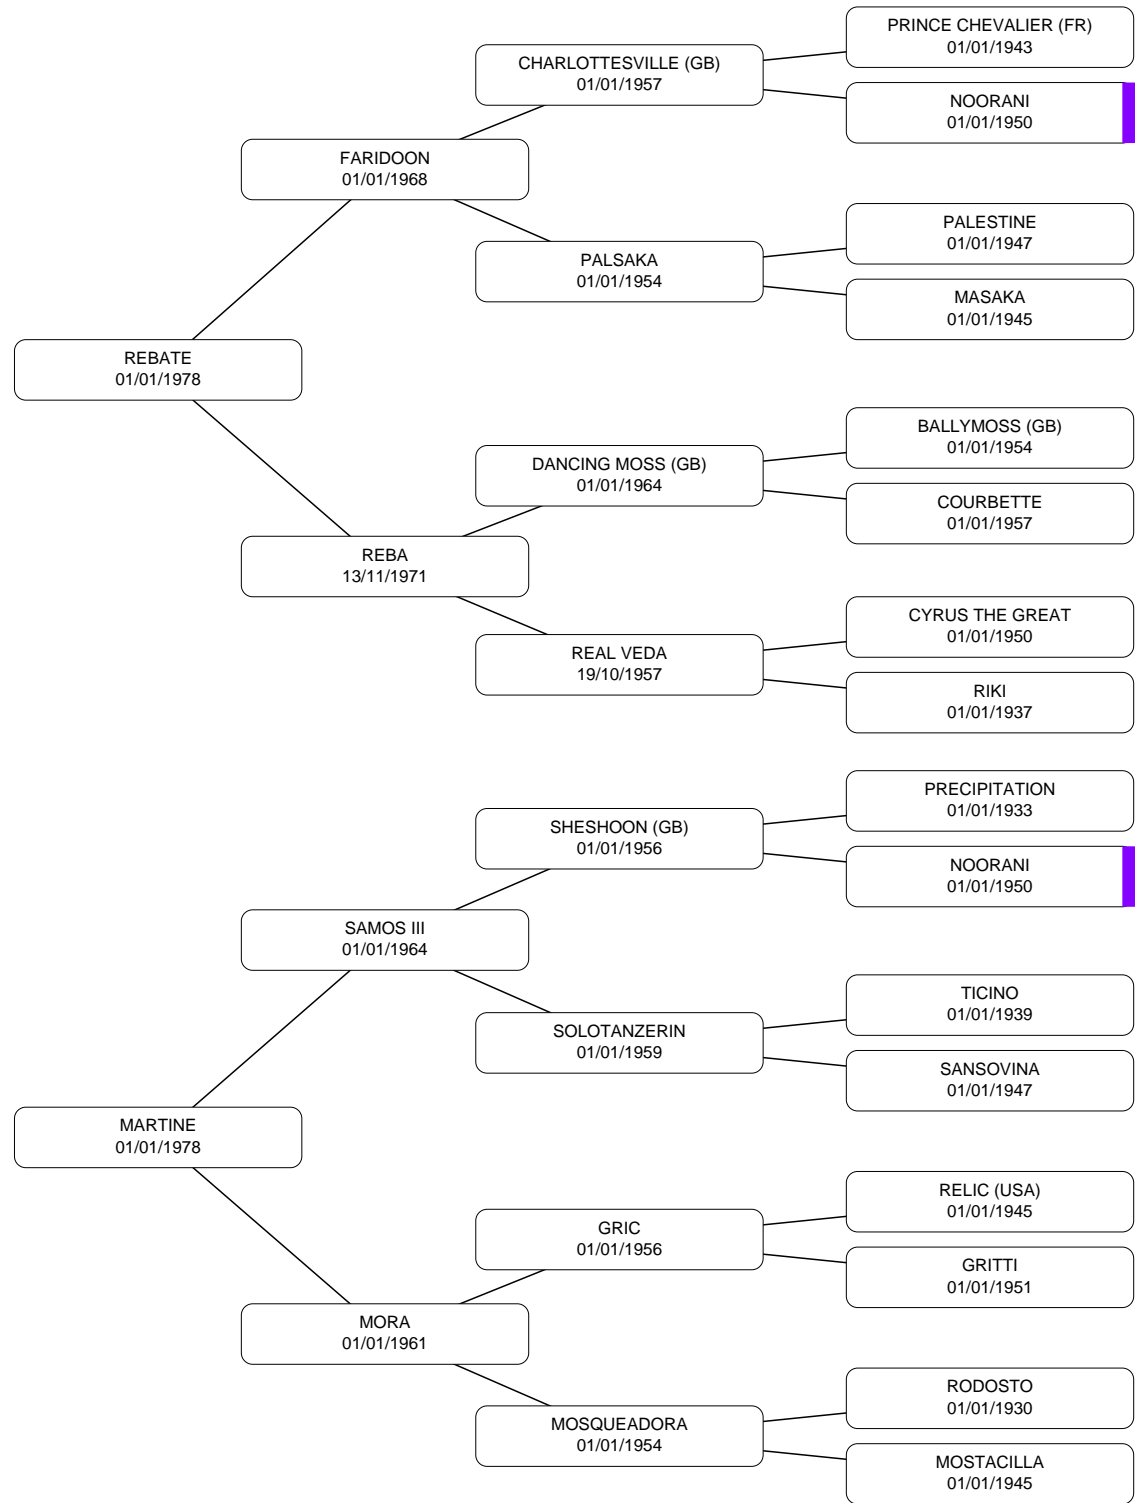 PRINCE CHEVALIER (FR)
01/01/1943
CHARLOTTESVILLE (GB)
01/01/1957
NOORANI
01/01/1950
FARIDOON
01/01/1968
PALESTINE
01/01/1947
PALSAKA
01/01/1954
MASAKA
01/01/1945
REBATE
01/01/1978
BALLYMOSS (GB)
01/01/1954
DANCING MOSS (GB)
01/01/1964
COURBETTE
01/01/1957
REBA
13/11/1971
CYRUS THE GREAT
01/01/1950
REAL VEDA
19/10/1957
RIKI
01/01/1937
PRECIPITATION
01/01/1933
SHESHOON (GB)
01/01/1956
NOORANI
01/01/1950
SAMOS III
01/01/1964
TICINO
01/01/1939
SOLOTANZERIN
01/01/1959
SANSOVINA
01/01/1947
MARTINE
01/01/1978
RELIC (USA)
01/01/1945
GRIC
01/01/1956
GRITTI
01/01/1951
MORA
01/01/1961
RODOSTO
01/01/1930
MOSQUEADORA
01/01/1954
MOSTACILLA
01/01/1945